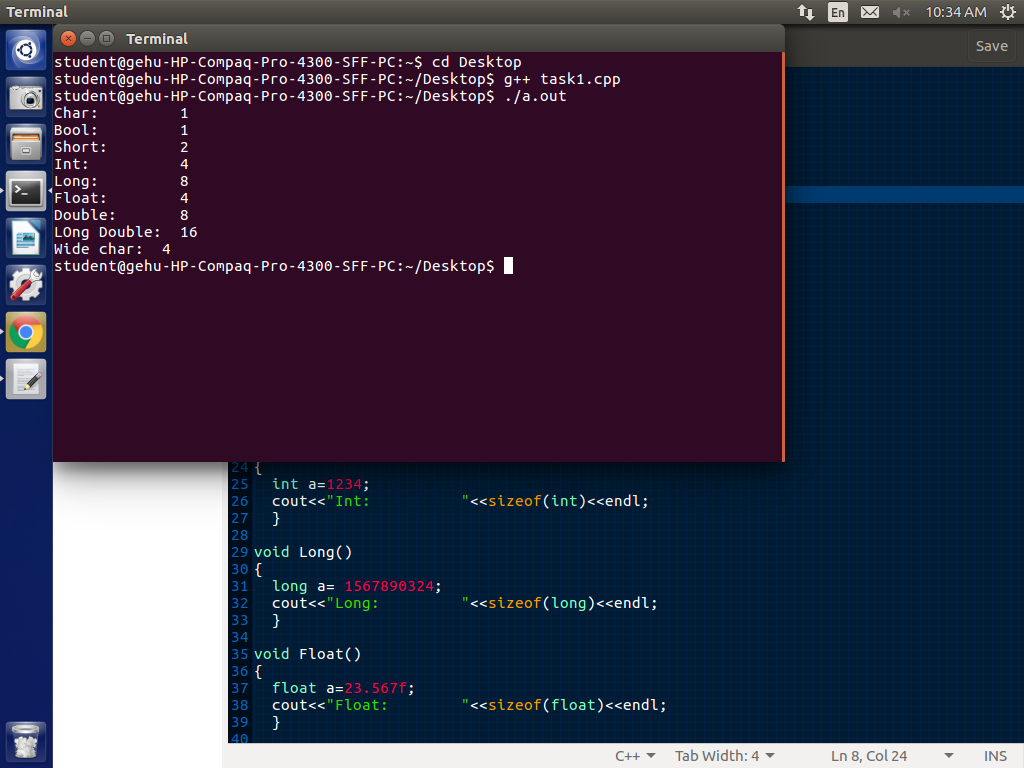 Terminal
En
10:34 AM
Terminal
Save
student@gehu-HP-Compaq-Pro-4300-SFF-PC:~$ cd Desktop
student@gehu-HP-Compaq-Pro-4300-SFF-PC:~/Desktop$ g++ task1.cpp
student@gehu-HP-Compaq-Pro-4300-SFF-PC:~/Desktop$ ./a.out
Char:         1
Bool:         1
Short:        2
Int:          4
Long:         8
Float:        4
Double:       8
LOng Double:  16
Wide char:  4
student@gehu-HP-Compaq-Pro-4300-SFF-PC:~/Desktop$
24 {
25   int a=1234;
26   cout<<"Int:          "<<sizeof(int)<<endl;
27   }
28
29 void Long()
30 {
31   long a= 1567890324;
32   cout<<"Long:         "<<sizeof(long)<<endl;
33   }
34
35 void Float()
36 {
37   float a=23.567f;
38   cout<<"Float:        "<<sizeof(float)<<endl;
39   }
40
C++ Tab Width: 4 Ln 8, Col 24 INS